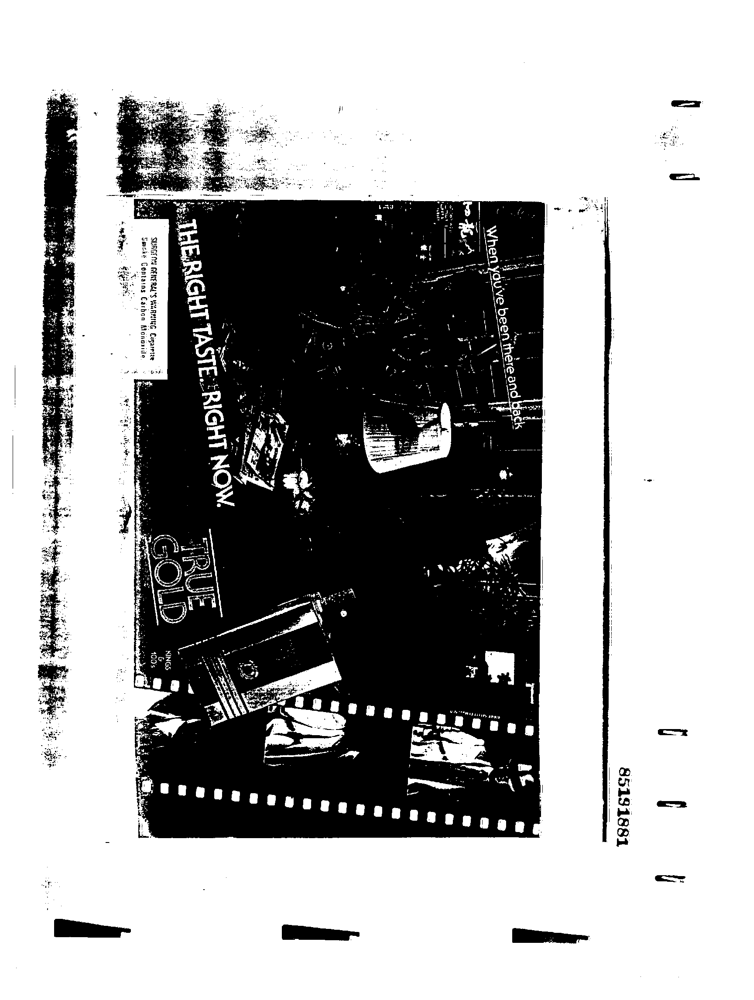 When you've been there and back
THE RIGHT TASTE. RIGHT NOW.
TRUE
GOLD
KINGS
&
100's
SURGEON GENERAL'S WARNING: Cigarette
Smoke Contains Carbon Monoxide.
85191881